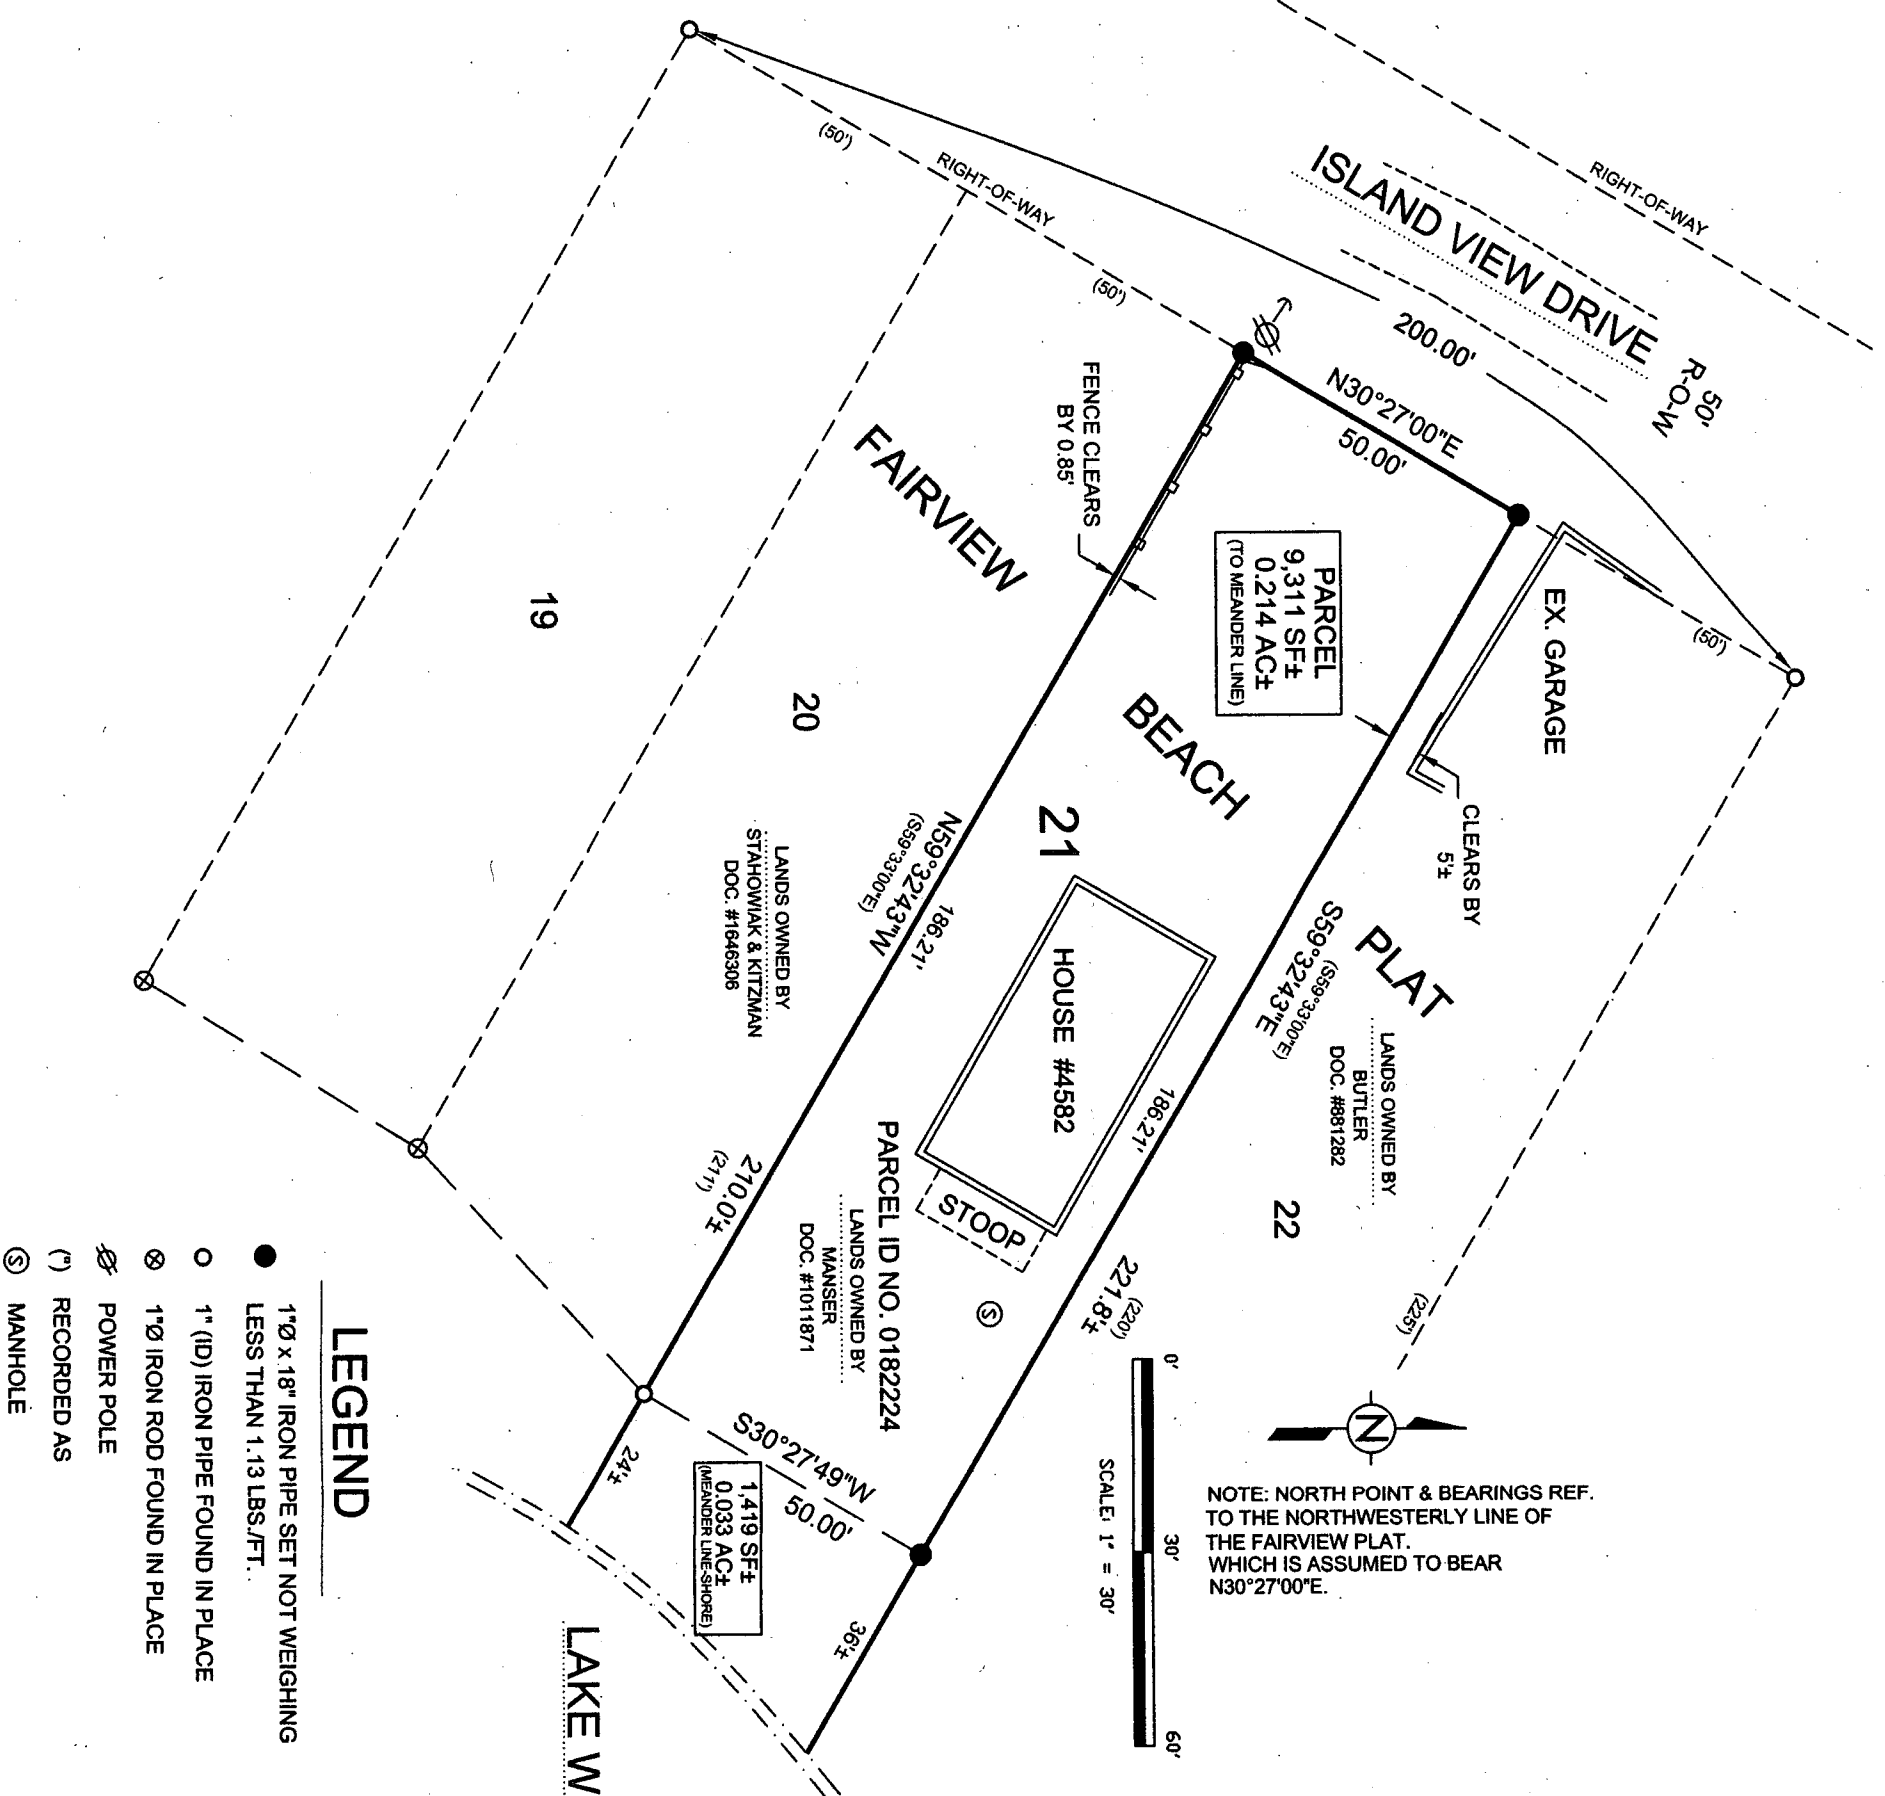 RIGHT-OF-WAY
ISLAND VIEW DRIVE
50'
R-O-W
(50')
RIGHT-OF-WAY
(50')
200.00'
N30°27'00"E
50.00'
(50')
FENCE CLEARS
BY 0.85'
PARCEL
9,311 SF±
0.214 AC±
(TO MEANDER LINE)
EX. GARAGE
CLEARS BY
5'±
FAIRVIEW
BEACH
PLAT
19
20
21
22
N59°32'43"W
(S59°33'00"E)
186.21'
S59°32'43"E
(S59°33'00"E)
186.21'
HOUSE #4582
STOOP
LANDS OWNED BY
STAHOWIAK & KITZMAN
DOC. #1646306
LANDS OWNED BY
BUTLER
DOC. #881282
PARCEL ID NO. 0182224
LANDS OWNED BY
MANSER
DOC. #1011871
210.0'±
(211')
221.8'±
(220')
(225')
S
S30°27'49"W
50.00'
24'±
36'±
1,419 SF±
0.033 AC±
(MEANDER LINE-SHORE)
LAKE W
N
NOTE: NORTH POINT & BEARINGS REF.
TO THE NORTHWESTERLY LINE OF
THE FAIRVIEW PLAT.
WHICH IS ASSUMED TO BEAR
N30°27'00"E.
0'
30'
60'
SCALE: 1" = 30'
LEGEND
1"Ø x 18" IRON PIPE SET NOT WEIGHING
LESS THAN 1.13 LBS./FT.
1" (ID) IRON PIPE FOUND IN PLACE
1"Ø IRON ROD FOUND IN PLACE
POWER POLE
(") RECORDED AS
S MANHOLE